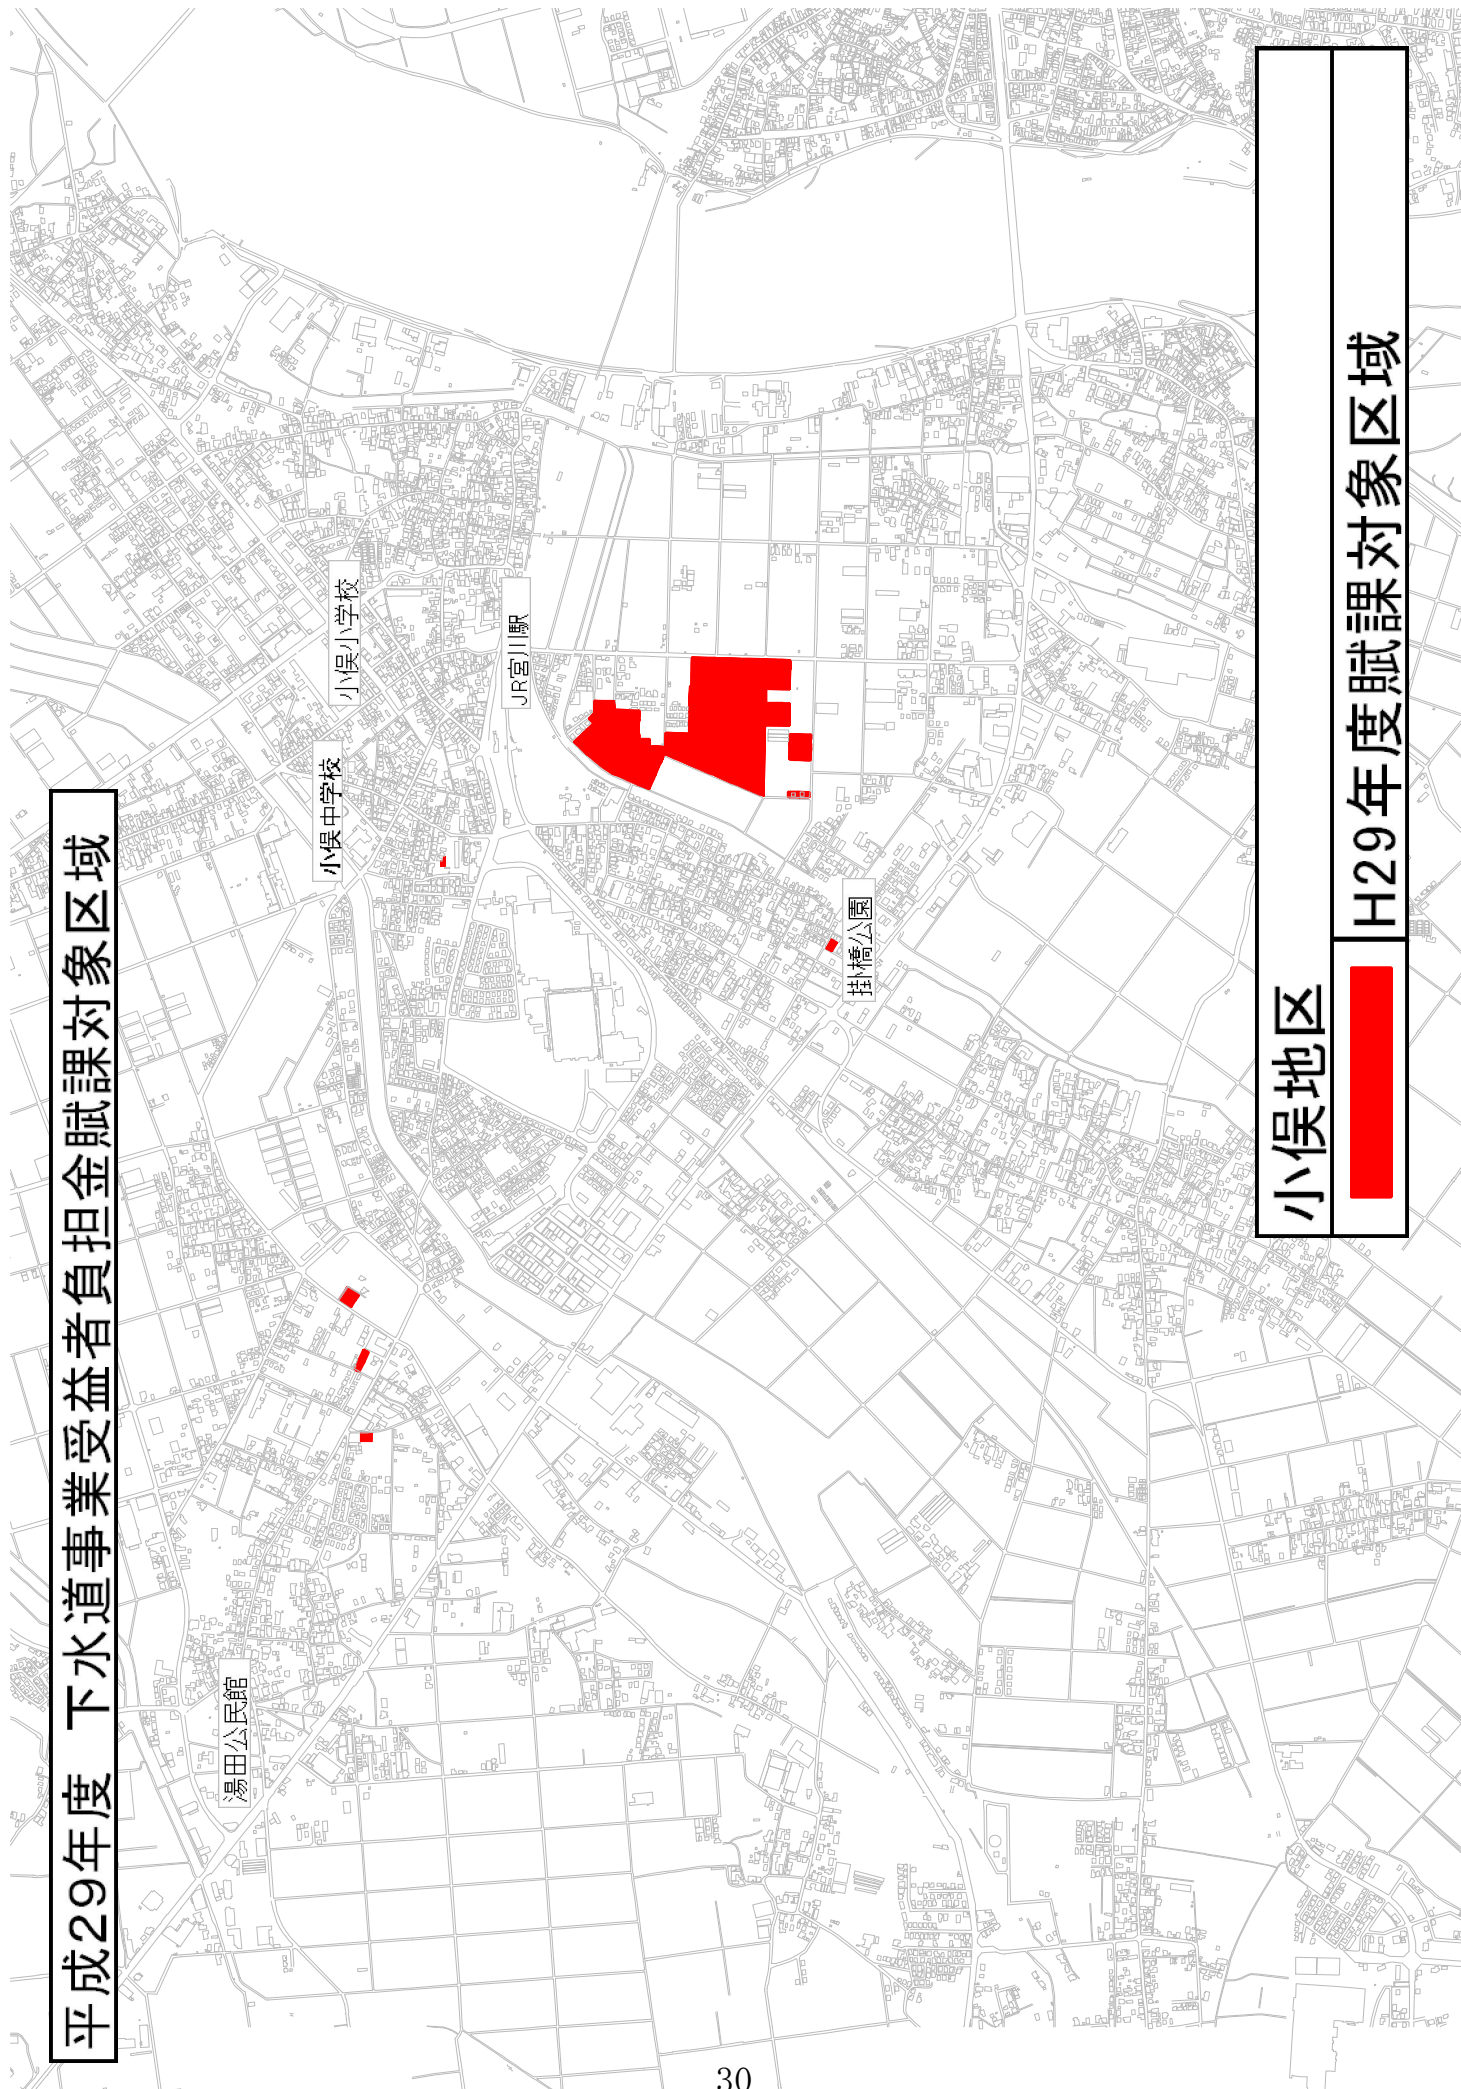 平成29年度 下水道事業受益者負担金賦課対象区域
湯田公民館
小俣中学校
小俣小学校
JR宮川駅
掛橋公園
小俣地区
H29年度賦課対象区域
30